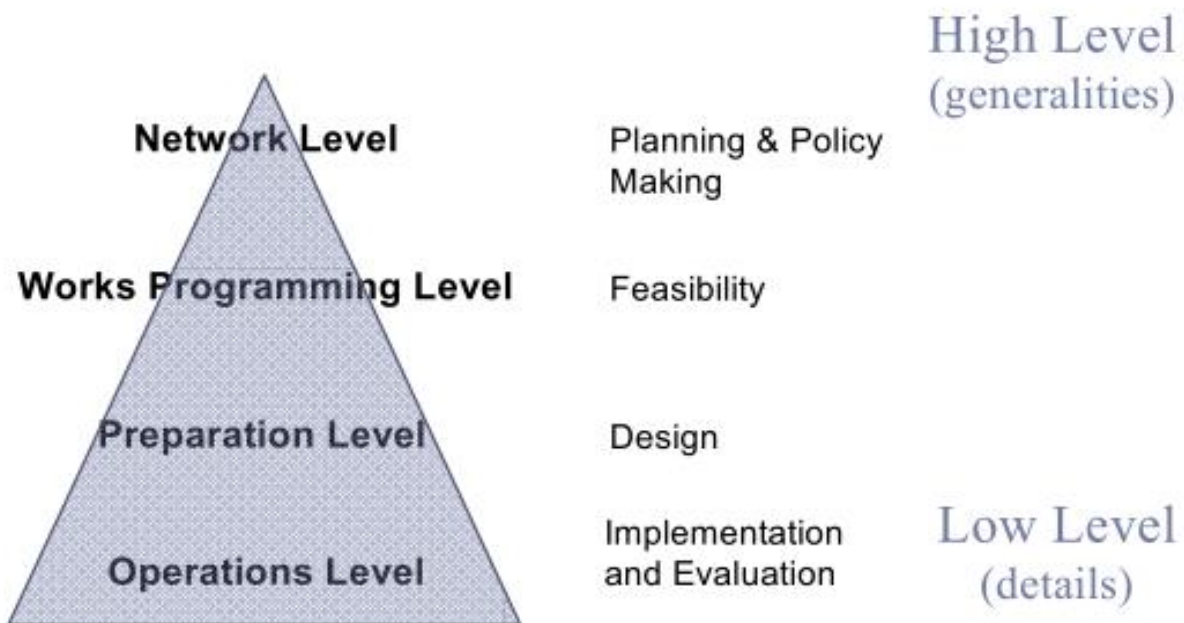 High Level
(generalities)
Network Level
Planning & Policy
Making
Works Programming Level
Feasibility
Preparation Level
Design
Operations Level
Implementation
and Evaluation
Low Level
(details)